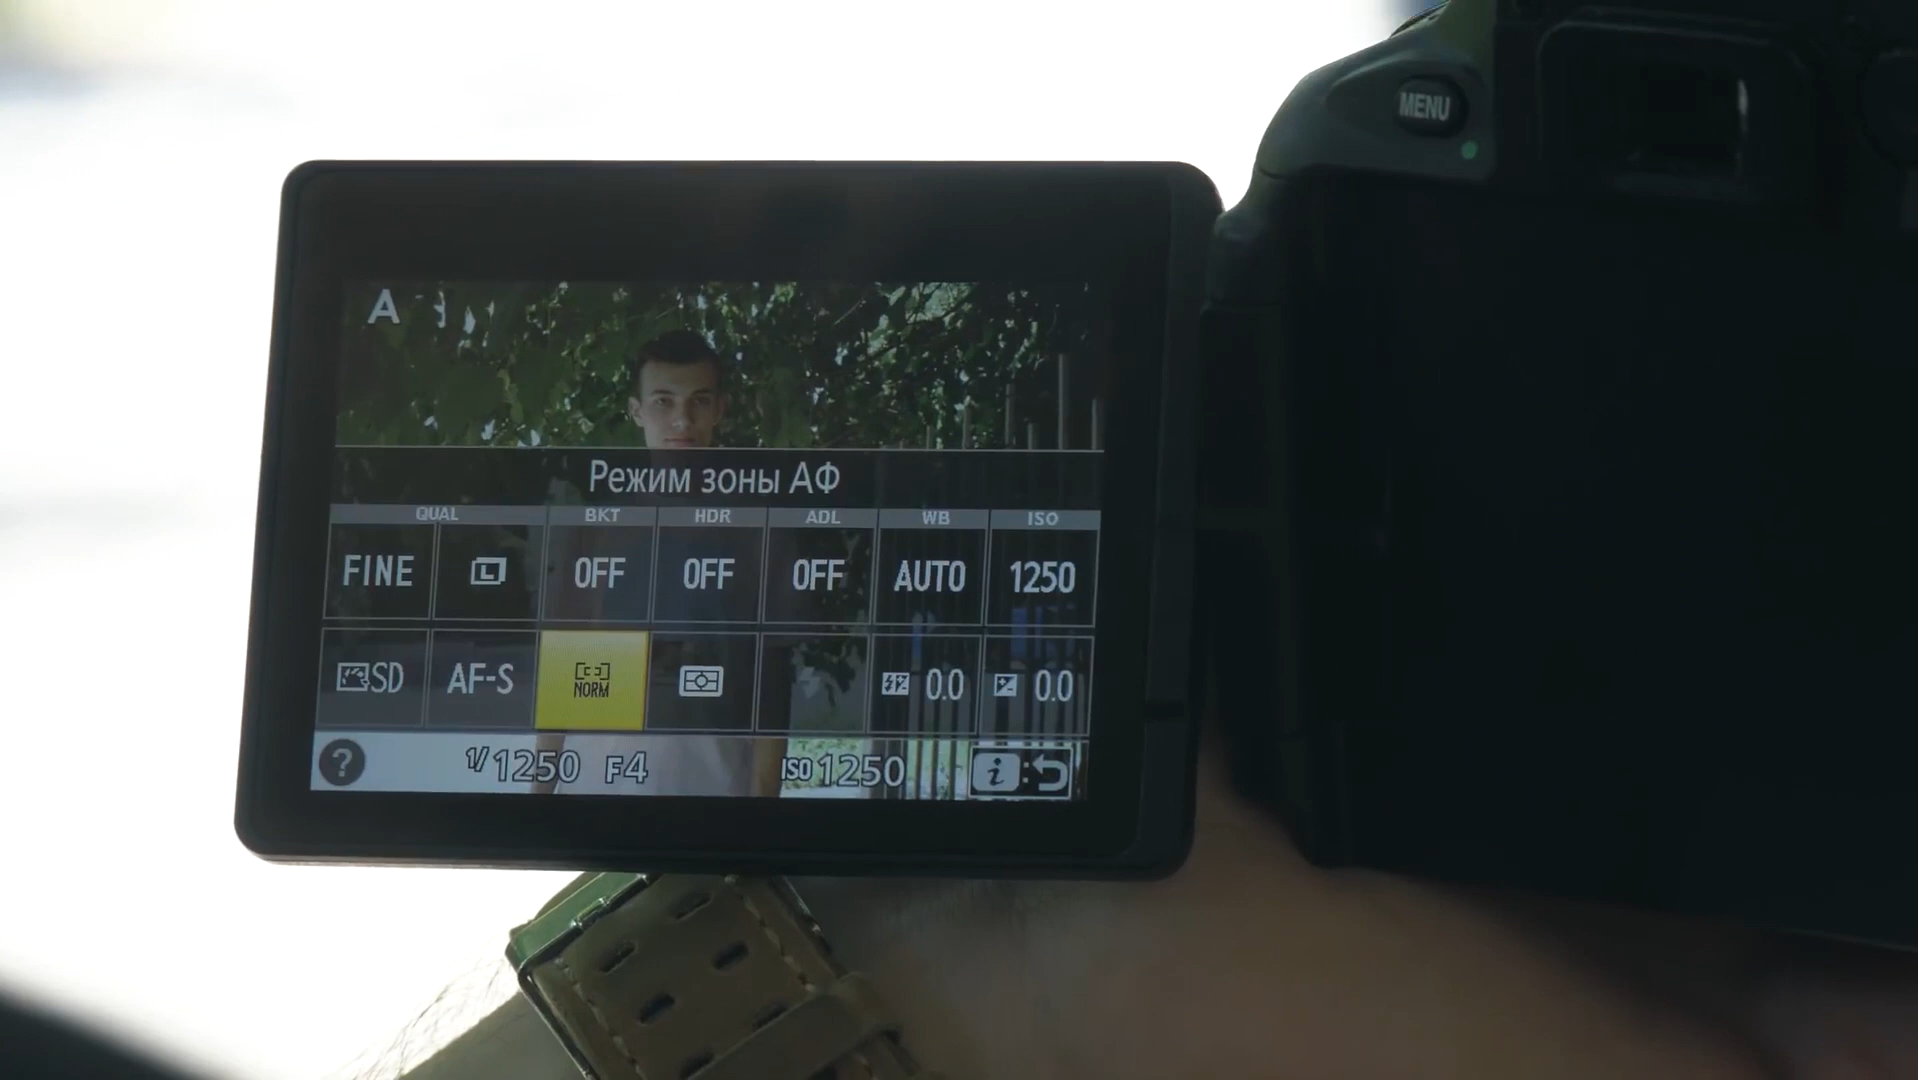 MENU
A
Режим зоны АФ
QUAL BKT HDR ADL WB ISO
FINE L OFF OFF OFF AUTO 1250
SD AF-S NORM 0.0 0.0
? 1/1250 F4 ISO 1250 i